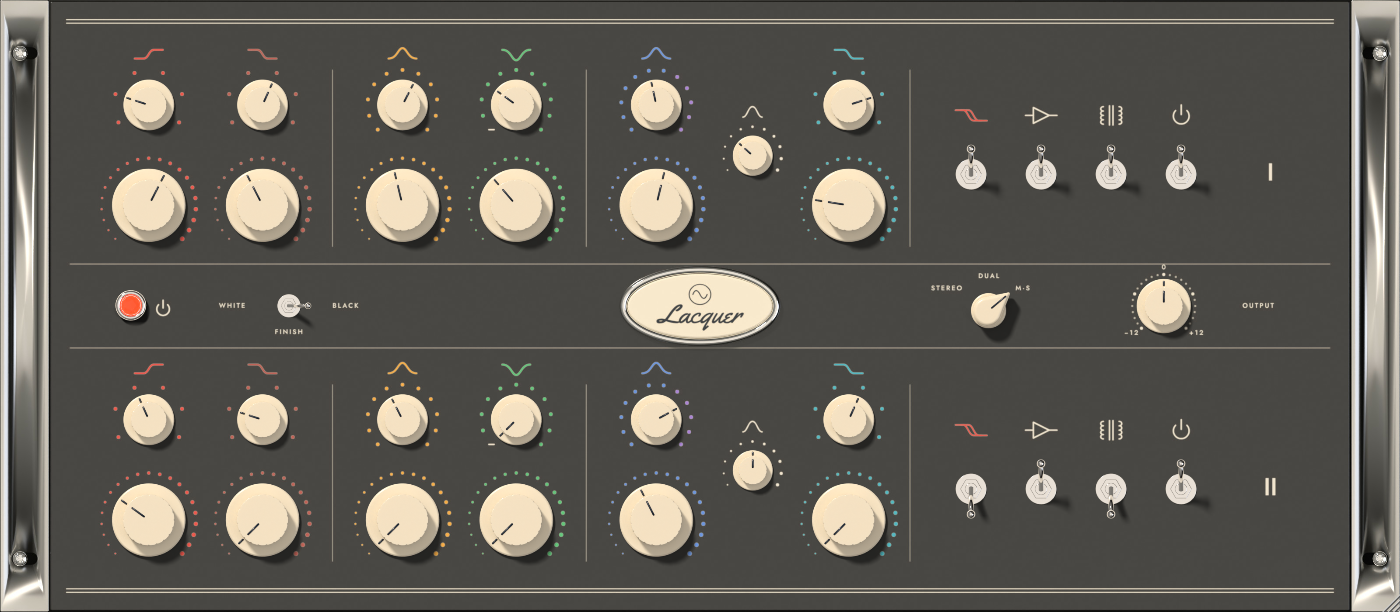 I
WHITE
BLACK
FINISH
Lacquer
STEREO
DUAL
M-S
0
-12
+12
OUTPUT
II